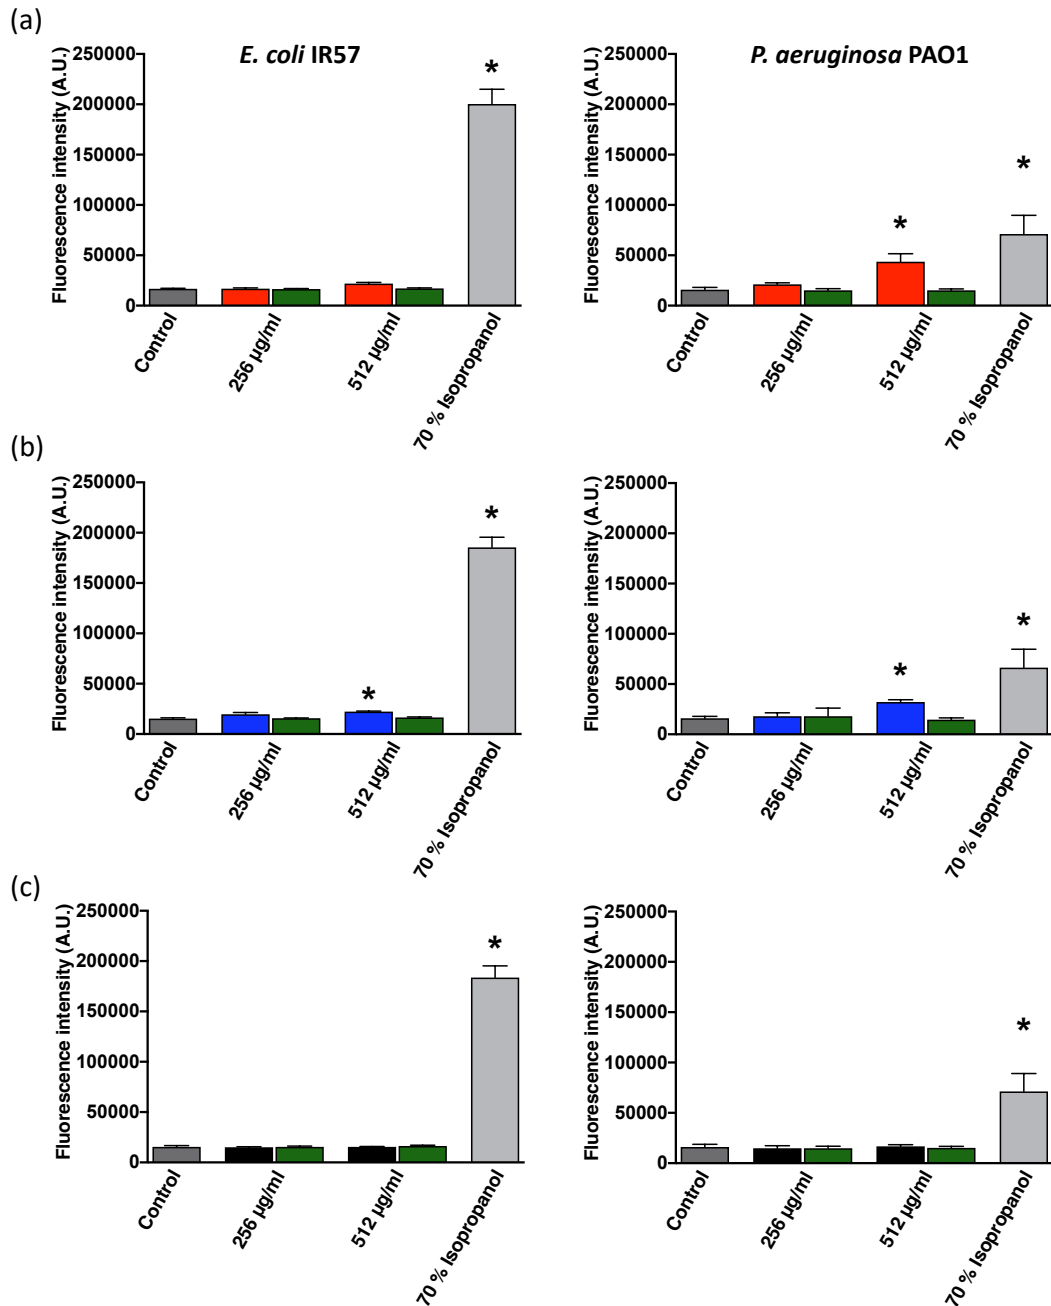 (a)
E. coli IR57
P. aeruginosa PAO1
Fluorescence intensity (A.U.)
250000
200000
150000
100000
50000
0
*
Control
256 µg/ml
512 µg/ml
70 % Isopropanol
Fluorescence intensity (A.U.)
250000
200000
150000
100000
50000
0
*
*
Control
256 µg/ml
512 µg/ml
70 % Isopropanol
(b)
Fluorescence intensity (A.U.)
250000
200000
150000
100000
50000
0
*
*
Control
256 µg/ml
512 µg/ml
70 % Isopropanol
Fluorescence intensity (A.U.)
250000
200000
150000
100000
50000
0
*
*
Control
256 µg/ml
512 µg/ml
70 % Isopropanol
(c)
Fluorescence intensity (A.U.)
250000
200000
150000
100000
50000
0
*
Control
256 µg/ml
512 µg/ml
70 % Isopropanol
Fluorescence intensity (A.U.)
250000
200000
150000
100000
50000
0
*
Control
256 µg/ml
512 µg/ml
70 % Isopropanol